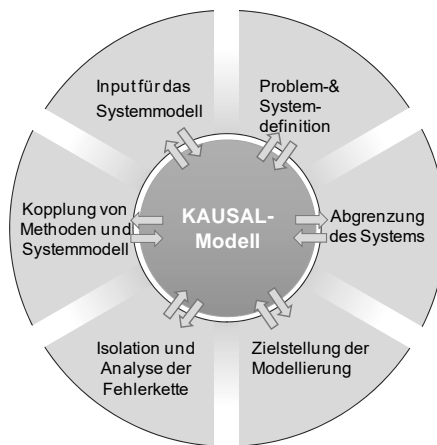 Input für das
Systemmodell
Problem-&
System-
definition
Kopplung von
Methoden und
Systemmodell
KAUSAL-
Modell
Abgrenzung
des Systems
Isolation und
Analyse der
Fehlerkette
Zielstellung der
Modellierung